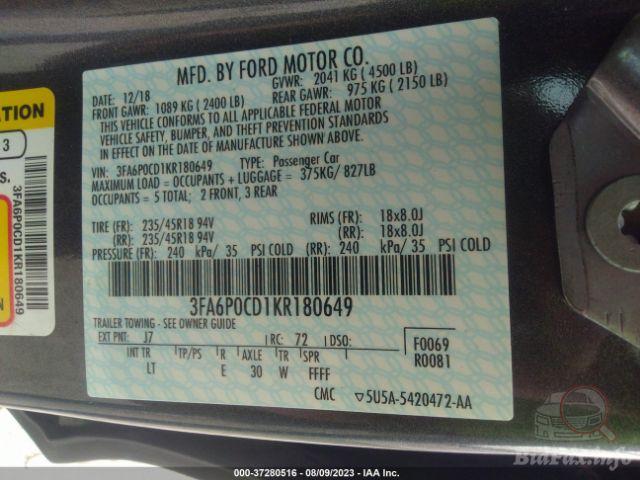 MFD. BY FORD MOTOR CO.
DATE: 12/18 GVWR: 2041 KG (4500 LB)
FRONT GAWR: 1089 KG (2400 LB) REAR GAWR: 975 KG (2150 LB)
THIS VEHICLE CONFORMS TO ALL APPLICABLE FEDERAL MOTOR
VEHICLE SAFETY, BUMPER, AND THEFT PREVENTION STANDARDS
IN EFFECT ON THE DATE OF MANUFACTURE SHOWN ABOVE.
VIN: 3FA6P0CD1KR180649 TYPE: Passenger Car
MAXIMUM LOAD = OCCUPANTS + LUGGAGE = 375KG/ 827LB
OCCUPANTS = 5 TOTAL; 2 FRONT, 3 REAR
TIRE (FR): 235/45R18 94V RIMS (FR): 18x8.0J
(RR): 235/45R18 94V (RR): 18x8.0J
PRESSURE (FR): 240 kPa/ 35 PSI COLD (RR): 240 kPa/ 35 PSI COLD
3FA6P0CD1KR180649
TRAILER TOWING - SEE OWNER GUIDE
EXT PNT: J7 RC: 72 DSO:
F0069
R0081
INT TR TP/PS R AXLE TR SPR
LT E 30 W FFFF
CMC ▽5U5A-5420472-AA
ATION
3
S.
3FA6P0CD1KR180649
N
000-37280516 - 08/09/2023 - IAA Inc.
BidFax.info